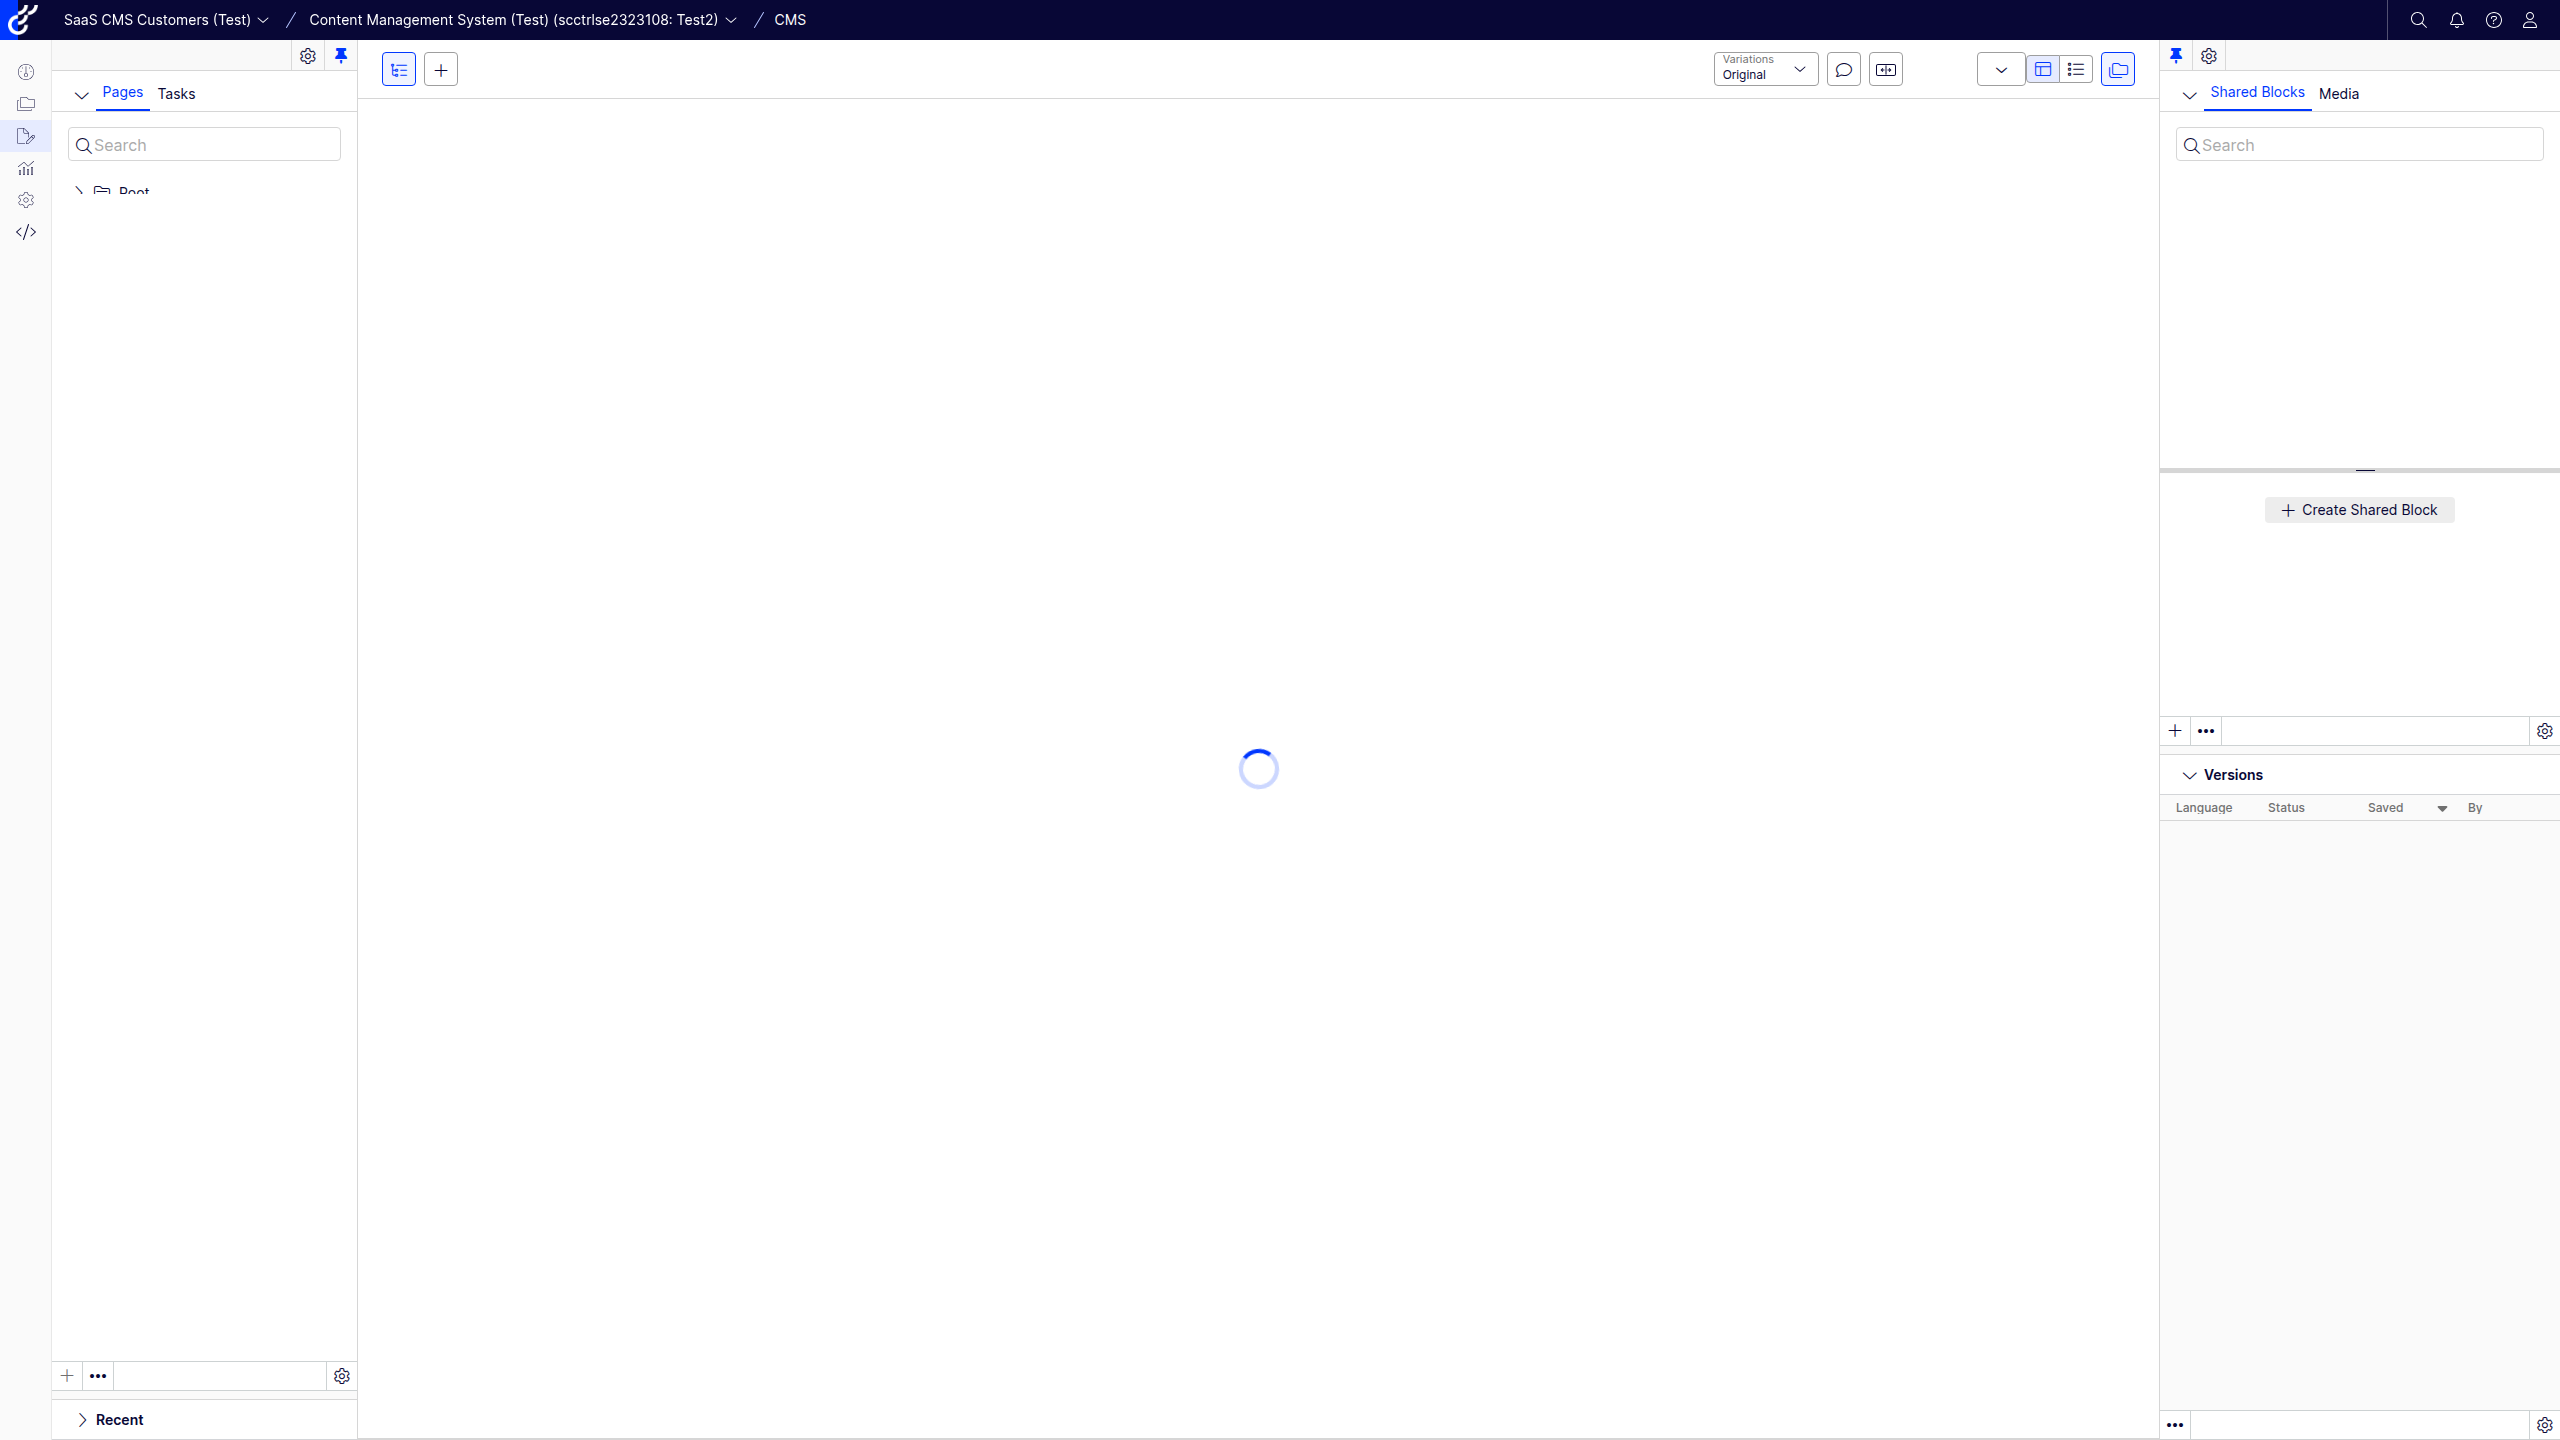 SaaS CMS Customers (Test)
Content Management System (Test) (scctrlse2323108: Test2)
CMS
Pages
Tasks
Search
Root
Recent
Variations
Original
Shared Blocks
Media
Search
Create Shared Block
Versions
Language
Status
Saved
By